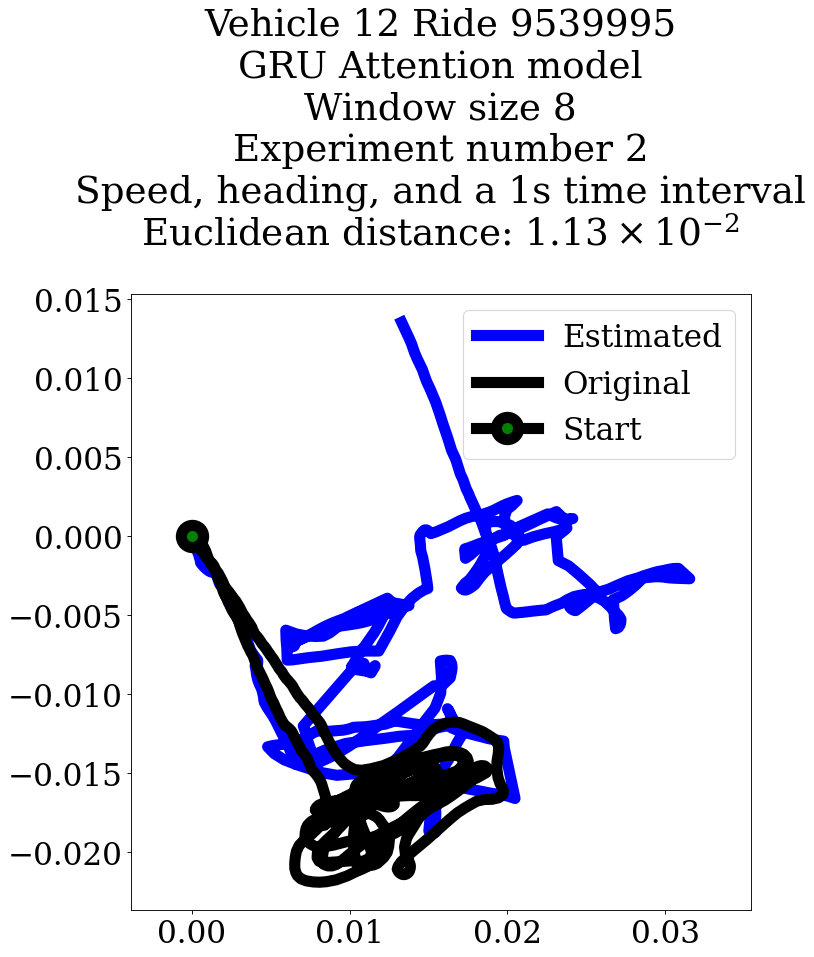 Vehicle 12 Ride 9539995
GRU Attention model
Window size 8
Experiment number 2
Speed, heading, and a 1s time interval
Euclidean distance: 1.13 × 10⁻²
0.015
0.010
0.005
0.000
−0.005
−0.010
−0.015
−0.020
Estimated
Original
Start
0.00 0.01 0.02 0.03